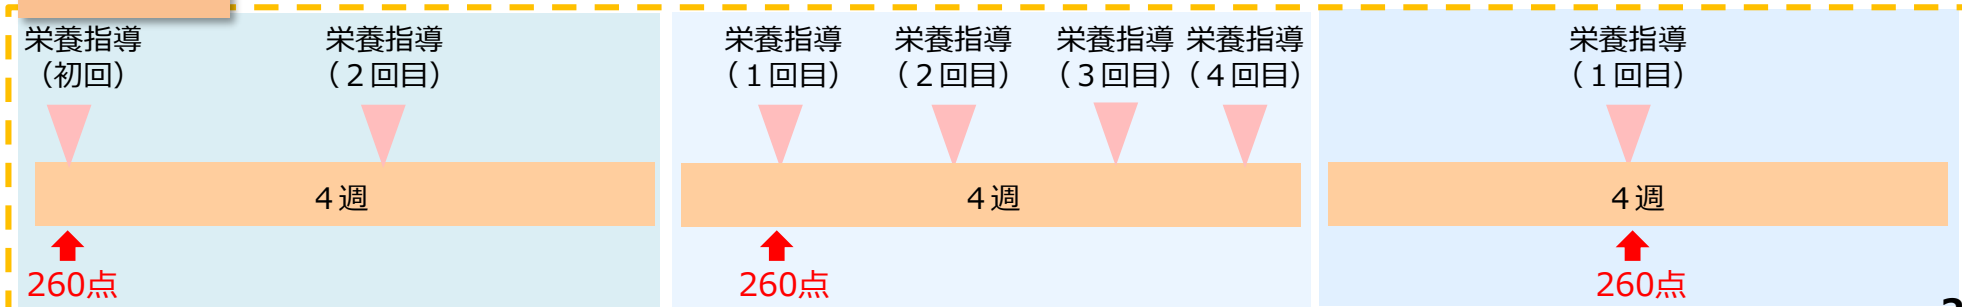 栄養指導
（初回）
栄養指導
（２回目）
４週
260点
栄養指導
（１回目）
栄養指導
（２回目）
栄養指導
（３回目）
栄養指導
（４回目）
４週
260点
栄養指導
（１回目）
４週
260点